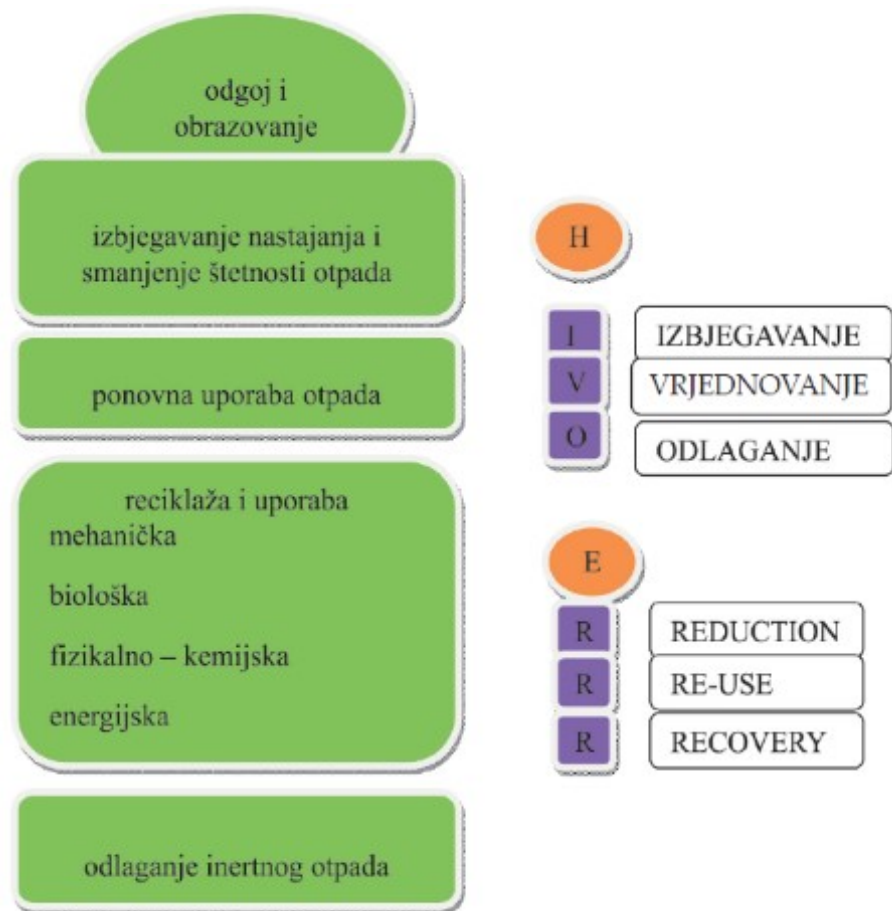 odgoj i
obrazovanje
izbjegavanje nastajanja i
smanjenje štetnosti otpada
ponovna uporaba otpada
reciklaža i uporaba
mehanička
biološka
fizikalno – kemijska
energijska
odlaganje inertnog otpada
H
I IZBJEGAVANJE
V VRJEDNOVANJE
O ODLAGANJE
E
R REDUCTION
R RE-USE
R RECOVERY